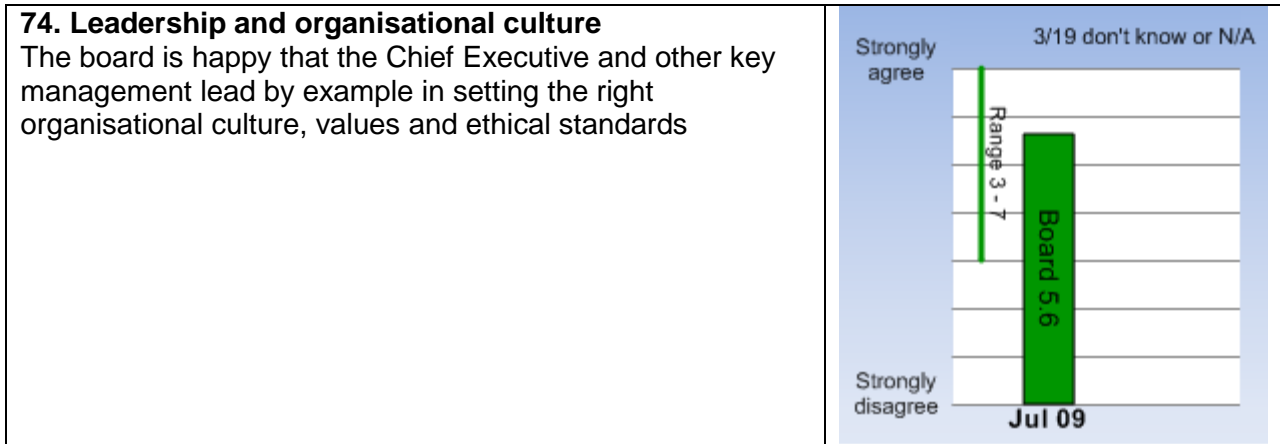 74. Leadership and organisational culture
The board is happy that the Chief Executive and other key
management lead by example in setting the right
organisational culture, values and ethical standards
3/19 don't know or N/A
Strongly
agree
Range 3 - 7
Board 5.6
Strongly
disagree
Jul 09